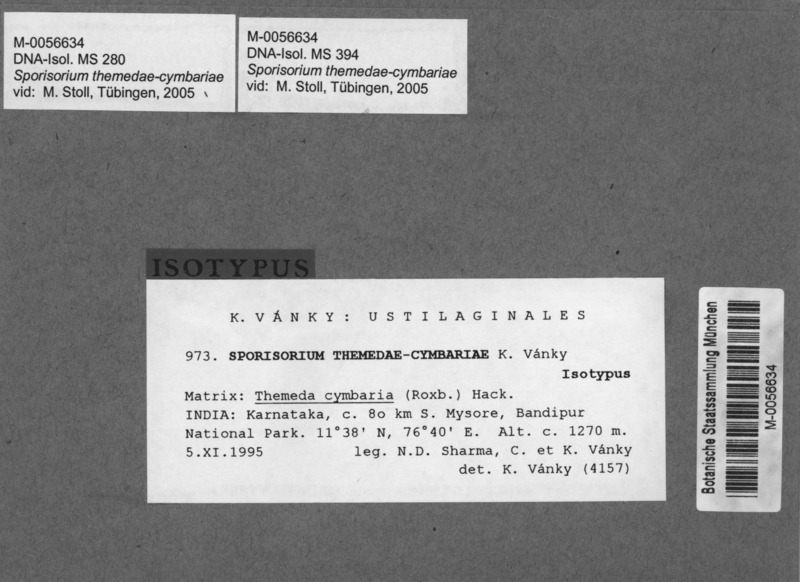 M-0056634
DNA-Isol. MS 280
Sporisorium themedae-cymbariae
vid: M. Stoll, Tübingen, 2005
M-0056634
DNA-Isol. MS 394
Sporisorium themedae-cymbariae
vid: M. Stoll, Tübingen, 2005
ISOTYPUS
K. VÁNKY: USTILAGINALES
973. SPORISORIUM THEMEDAE-CYMBARIAE K. Vánky
Isotypus
Matrix: Themeda cymbaria (Roxb.) Hack.
INDIA: Karnataka, c. 80 km S. Mysore, Bandipur
National Park. 11°38' N, 76°40' E. Alt. c. 1270 m.
5.XI.1995 leg. N.D. Sharma, C. et K. Vánky
det. K. Vánky (4157)
Botanische Staatssammlung München
M-0056634